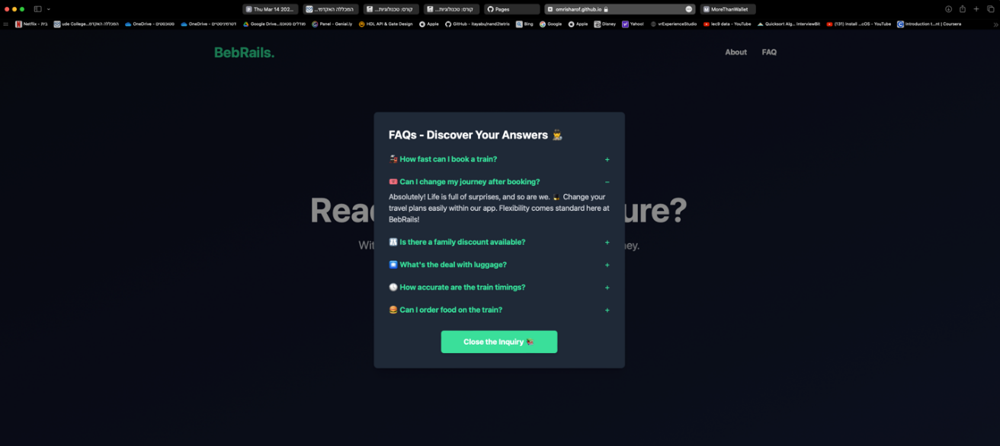 Thu Mar 14 202...
המכללה האקדמי...
קורס: טכנולוגיות...
קורס: טכנולוגיות...
Pages
omrisharof.github.io
MoreThanWallet
Netflix - בית
ude College...המכללה האקדמ
OneDrive - סטטיסטיקה
OneDrive - דטרמיניסטיים
Google Drive...מודלים סטוכס
Panel - Genial.ly
HDL API & Gate Design
Apple
GitHub - itayabu/nand2tetris
Bing
Google
Apple
Disney
Yahoo!
vrExperienceStudio
lec9 data - YouTube
Quicksort Alg... InterviewBit
(131) Install ...cOS - YouTube
Introduction t...nt | Coursera
BebRails.
About
FAQ
FAQs - Discover Your Answers
How fast can I book a train? +
Can I change my journey after booking? −
Absolutely! Life is full of surprises, and so are we. Change your
travel plans easily within our app. Flexibility comes standard here at
BebRails!
Read
ure?
Wit
ney.
Is there a family discount available? +
What's the deal with luggage? +
How accurate are the train timings? +
Can I order food on the train? +
Close the Inquiry